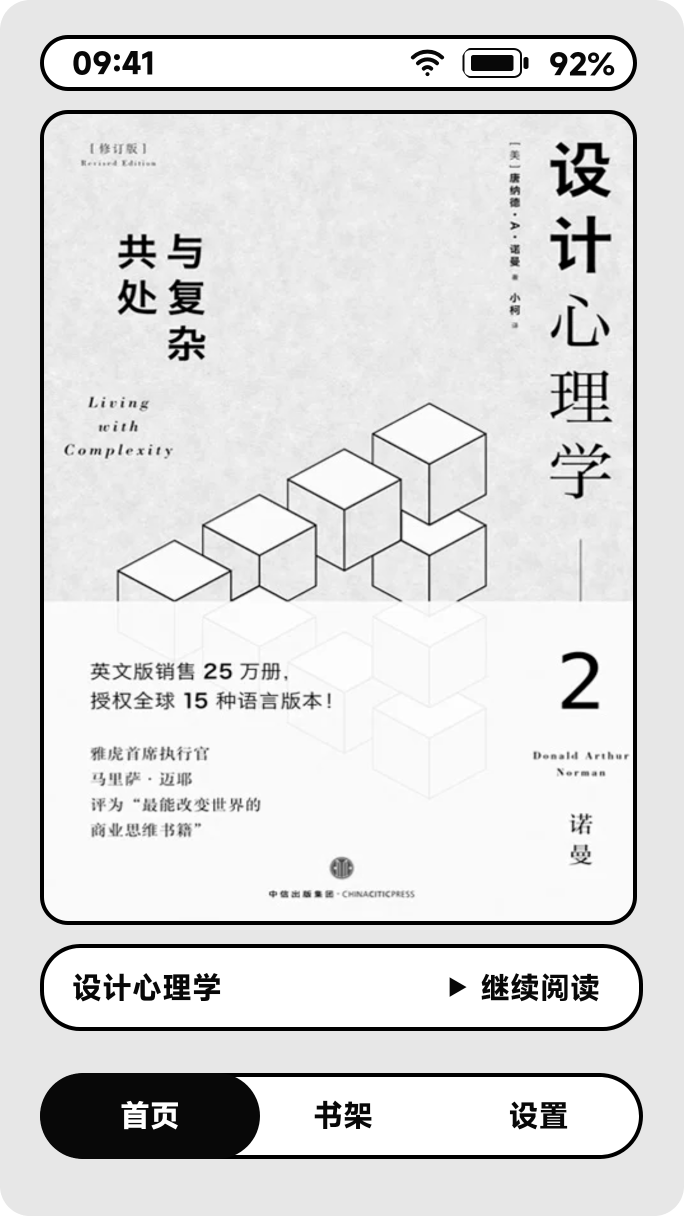 09:41
92%
[修订版]
Revised Edition
与复杂
共处
Living
with
Complexity
[美]唐纳德·A·诺曼 著 小柯 译
设计心理学
2
Donald Arthur
Norman
诺曼
英文版销售 25 万册,
授权全球 15 种语言版本!
雅虎首席执行官
马里萨·迈耶
评为“最能改变世界的
商业思维书籍”
中信出版集团·CHINACITICPRESS
设计心理学
▶ 继续阅读
首页
书架
设置